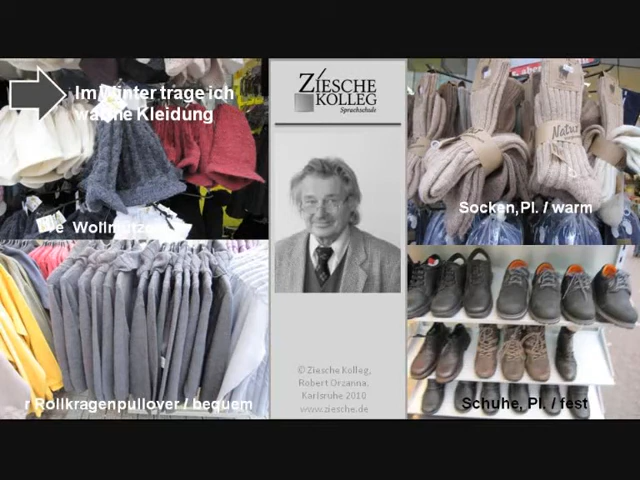 Im Winter trage ich
warme Kleidung
e Wollmütze
r Rollkragenpullover / bequem
ZIESCHE
KOLLEG
Sprachschule
© Ziesche Kolleg,
Robert Orzanna,
Karlsruhe 2010
www.ziesche.de
Natur
Socken,Pl. / warm
Schuhe, Pl. / fest